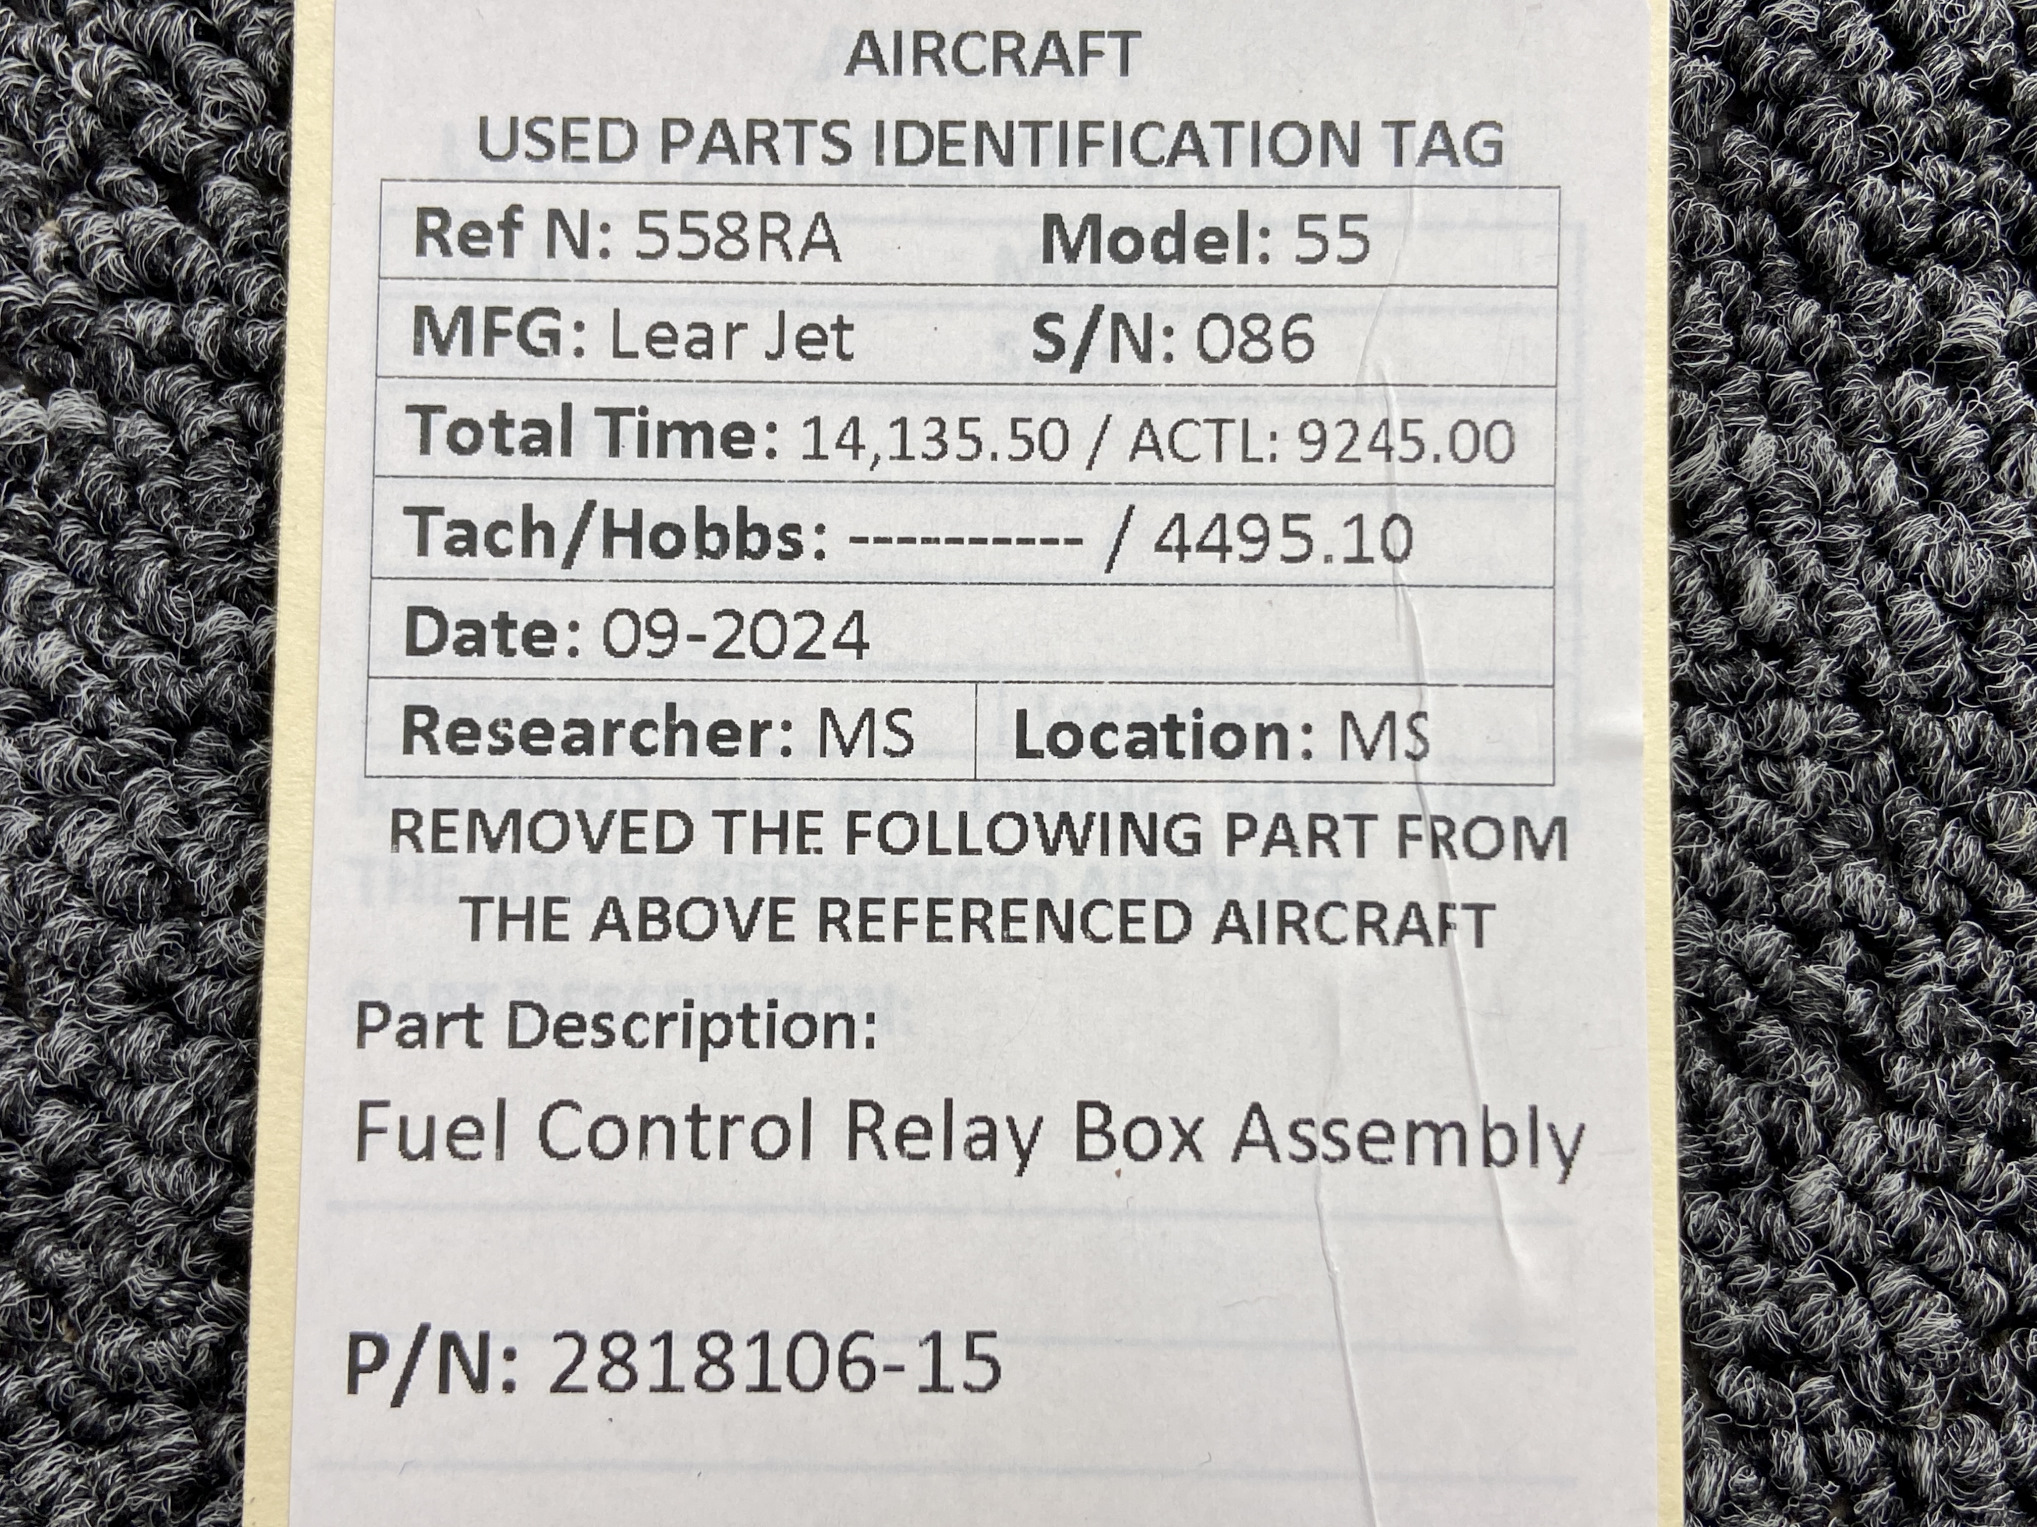 AIRCRAFT
USED PARTS IDENTIFICATION TAG
Ref N: 558RA Model: 55
MFG: Lear Jet S/N: 086
Total Time: 14,135.50 / ACTL: 9245.00
Tach/Hobbs: ---------- / 4495.10
Date: 09-2024
Researcher: MS Location: MS
REMOVED THE FOLLOWING PART FROM
THE ABOVE REFERENCED AIRCRAFT
Part Description:
Fuel Control Relay Box Assembly
P/N: 2818106-15